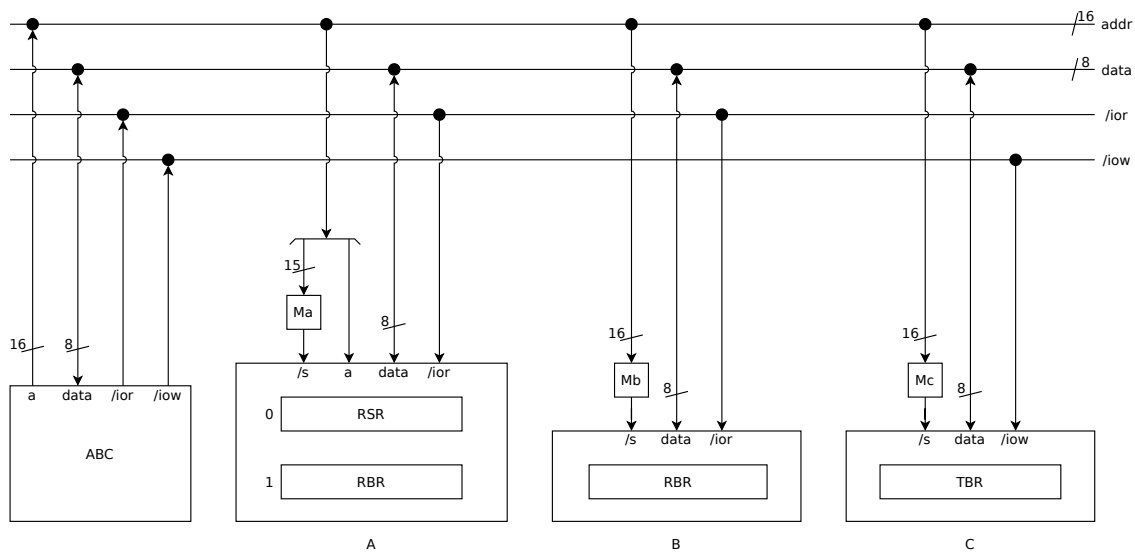 16 addr
8 data
/ior
/iow
15
Ma
16 8
8
16
Mb
8
16
Mc
8
a data /ior /iow
ABC
/s a data /ior
0 RSR
1 RBR
A
/s data /ior
RBR
B
/s data /iow
TBR
C